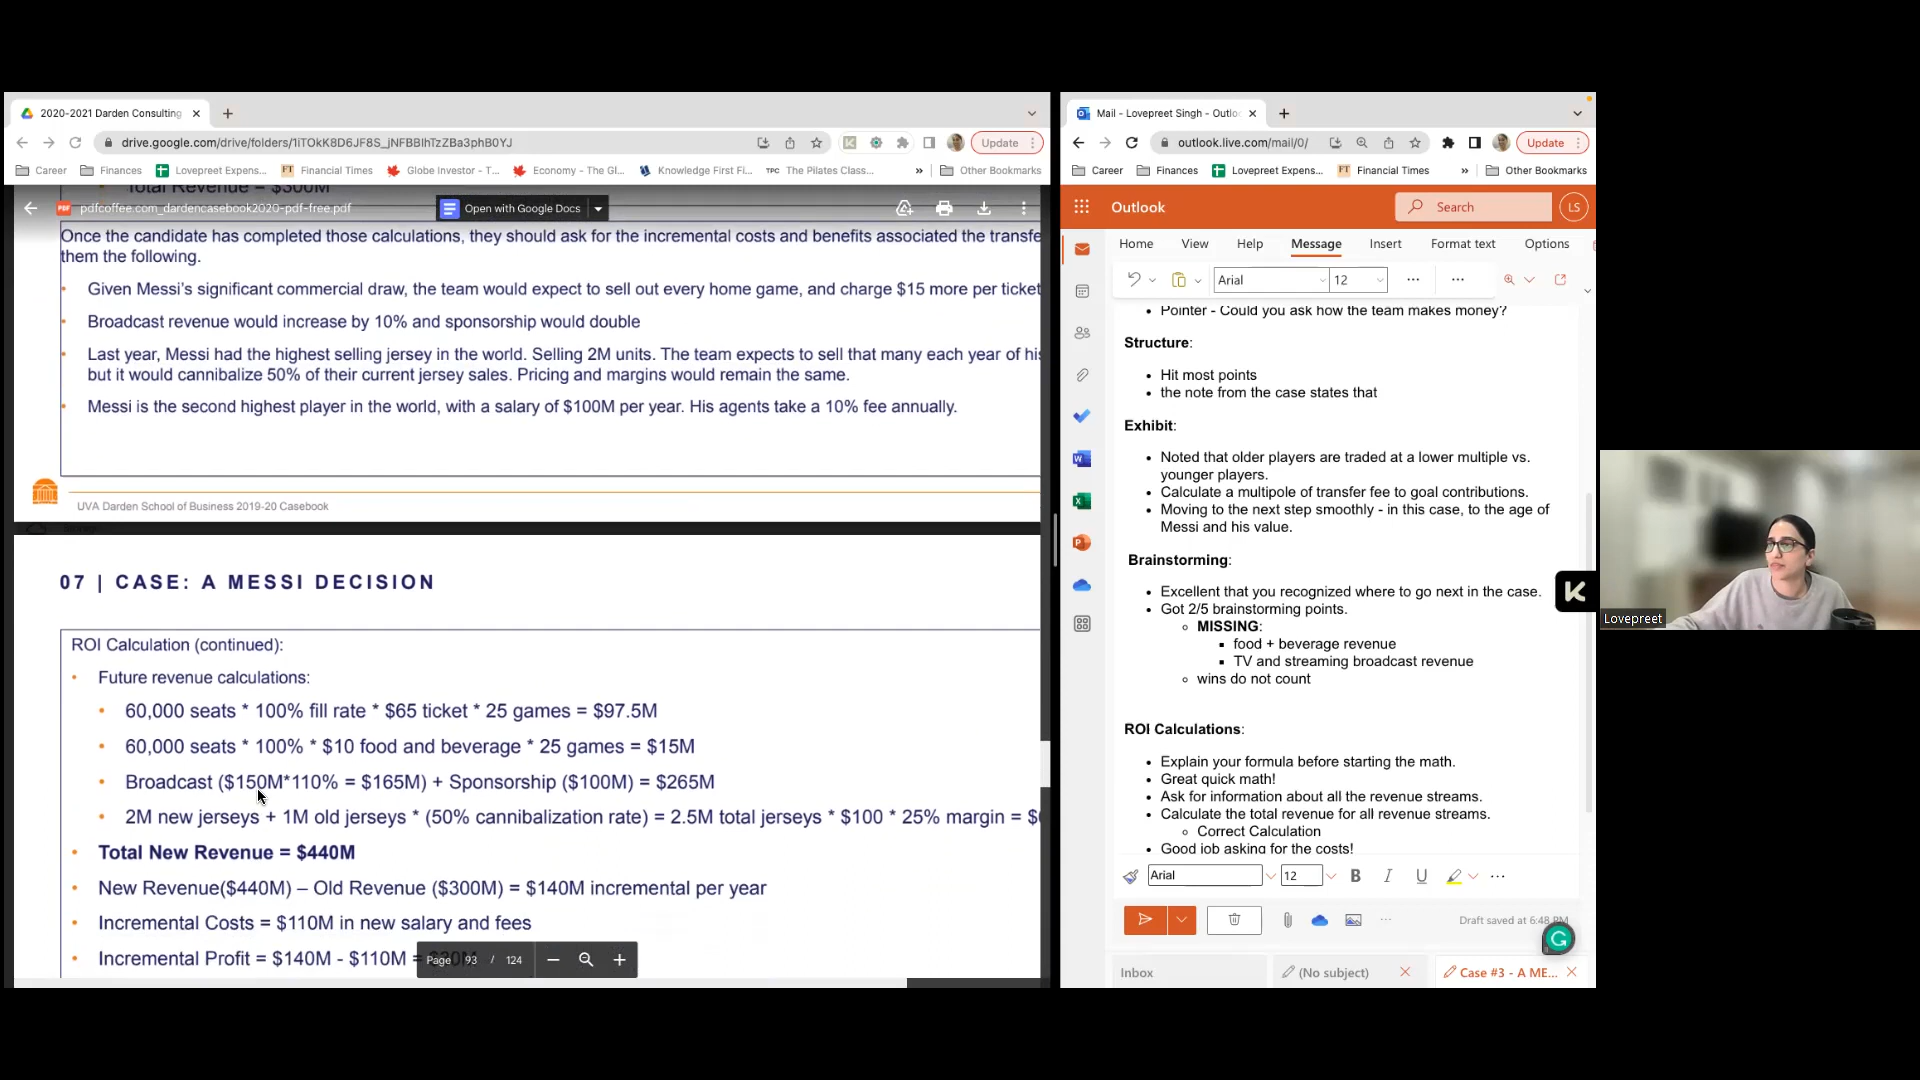 2020-2021 Darden Consulting
drive.google.com/drive/folders/1iTOkK8D6JF8S_jNFBBIhTzZBa3phB0YJ
Update
Career
Finances
Lovepreet Expens...
Financial Times
Globe Investor - T...
Economy - The Gl...
Knowledge First Fi...
TPC The Pilates Class...
»
Other Bookmarks
Total Revenue = $300M
PDF pdfcoffee.com_dardencasebook2020-pdf-free.pdf
Open with Google Docs
Once the candidate has completed those calculations, they should ask for the incremental costs and benefits associated the transfe
them the following.
• Given Messi's significant commercial draw, the team would expect to sell out every home game, and charge $15 more per ticket
• Broadcast revenue would increase by 10% and sponsorship would double
• Last year, Messi had the highest selling jersey in the world. Selling 2M units. The team expects to sell that many each year of his
but it would cannibalize 50% of their current jersey sales. Pricing and margins would remain the same.
• Messi is the second highest player in the world, with a salary of $100M per year. His agents take a 10% fee annually.
UVA Darden School of Business 2019-20 Casebook
07 | CASE: A MESSI DECISION
ROI Calculation (continued):
• Future revenue calculations:
• 60,000 seats * 100% fill rate * $65 ticket * 25 games = $97.5M
• 60,000 seats * 100% * $10 food and beverage * 25 games = $15M
• Broadcast ($150M*110% = $165M) + Sponsorship ($100M) = $265M
• 2M new jerseys + 1M old jerseys * (50% cannibalization rate) = 2.5M total jerseys * $100 * 25% margin = $
• Total New Revenue = $440M
• New Revenue($440M) – Old Revenue ($300M) = $140M incremental per year
• Incremental Costs = $110M in new salary and fees
• Incremental Profit = $140M - $110M = $30M
Page 93 / 124
Mail - Lovepreet Singh - Outlo
outlook.live.com/mail/0/
Update
Career
Finances
Lovepreet Expens...
FT Financial Times
»
Other Bookmarks
Outlook
Search
LS
Home
View
Help
Message
Insert
Format text
Options
Arial
12
• Pointer - Could you ask how the team makes money?
Structure:
• Hit most points
• the note from the case states that
Exhibit:
• Noted that older players are traded at a lower multiple vs.
younger players.
• Calculate a multipole of transfer fee to goal contributions.
• Moving to the next step smoothly - in this case, to the age of
Messi and his value.
Brainstorming:
• Excellent that you recognized where to go next in the case.
• Got 2/5 brainstorming points.
◦ MISSING:
▪ food + beverage revenue
▪ TV and streaming broadcast revenue
◦ wins do not count
ROI Calculations:
• Explain your formula before starting the math.
• Great quick math!
• Ask for information about all the revenue streams.
• Calculate the total revenue for all revenue streams.
◦ Correct Calculation
• Good job asking for the costs!
Arial
12
B I U
Draft saved at 6:48 PM
Inbox
(No subject)
Case #3 - A ME...
K
Lovepreet